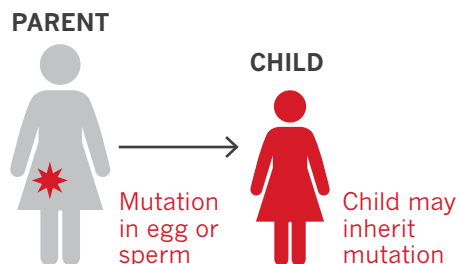 PARENT
CHILD
Mutation
in egg or
sperm
Child may
inherit
mutation